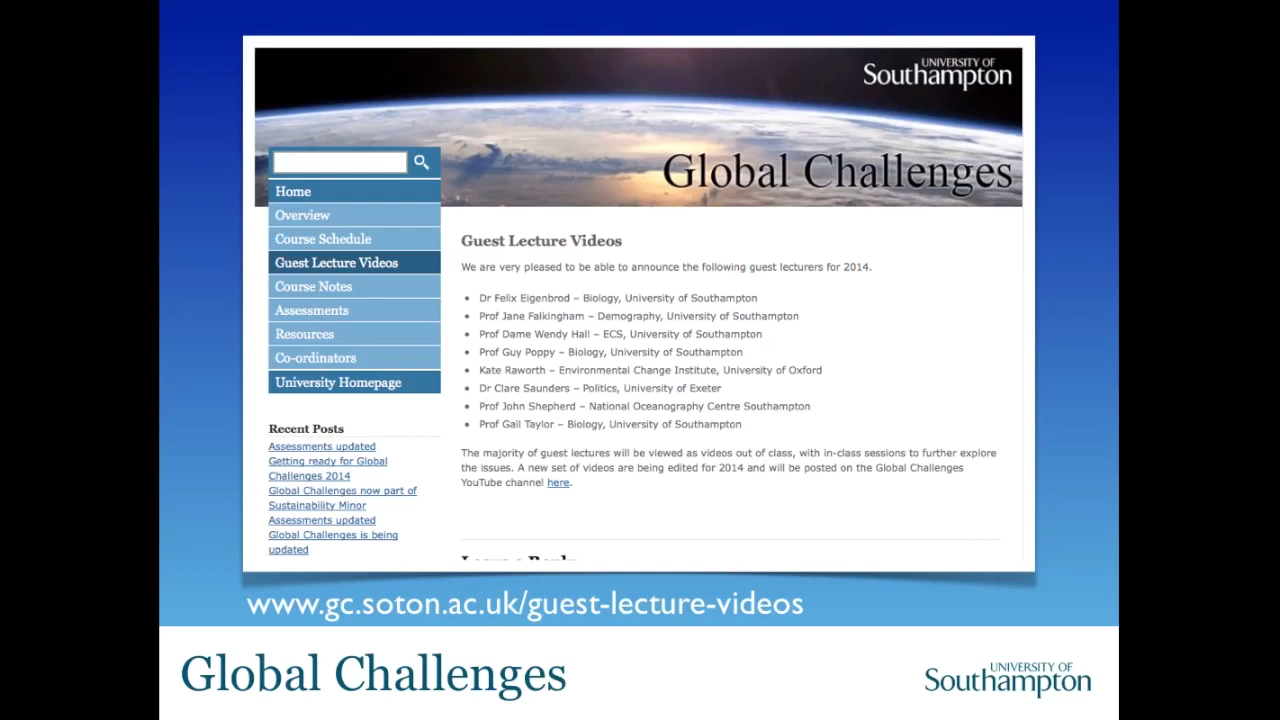 UNIVERSITY OF
Southampton
Global Challenges
Home
Overview
Course Schedule
Guest Lecture Videos
Course Notes
Assessments
Resources
Co-ordinators
University Homepage
Recent Posts
Assessments updated
Getting ready for Global
Challenges 2014
Global Challenges now part of
Sustainability Minor
Assessments updated
Global Challenges is being
updated
Guest Lecture Videos
We are very pleased to be able to announce the following guest lecturers for 2014.
• Dr Felix Eigenbrod – Biology, University of Southampton
• Prof Jane Falkingham – Demography, University of Southampton
• Prof Dame Wendy Hall – ECS, University of Southampton
• Prof Guy Poppy – Biology, University of Southampton
• Kate Raworth – Environmental Change Institute, University of Oxford
• Dr Clare Saunders – Politics, University of Exeter
• Prof John Shepherd – National Oceanography Centre Southampton
• Prof Gail Taylor – Biology, University of Southampton
The majority of guest lectures will be viewed as videos out of class, with in-class sessions to further explore
the issues. A new set of videos are being edited for 2014 and will be posted on the Global Challenges
YouTube channel here.
Leave a Reply
www.gc.soton.ac.uk/guest-lecture-videos
Global Challenges
UNIVERSITY OF
Southampton